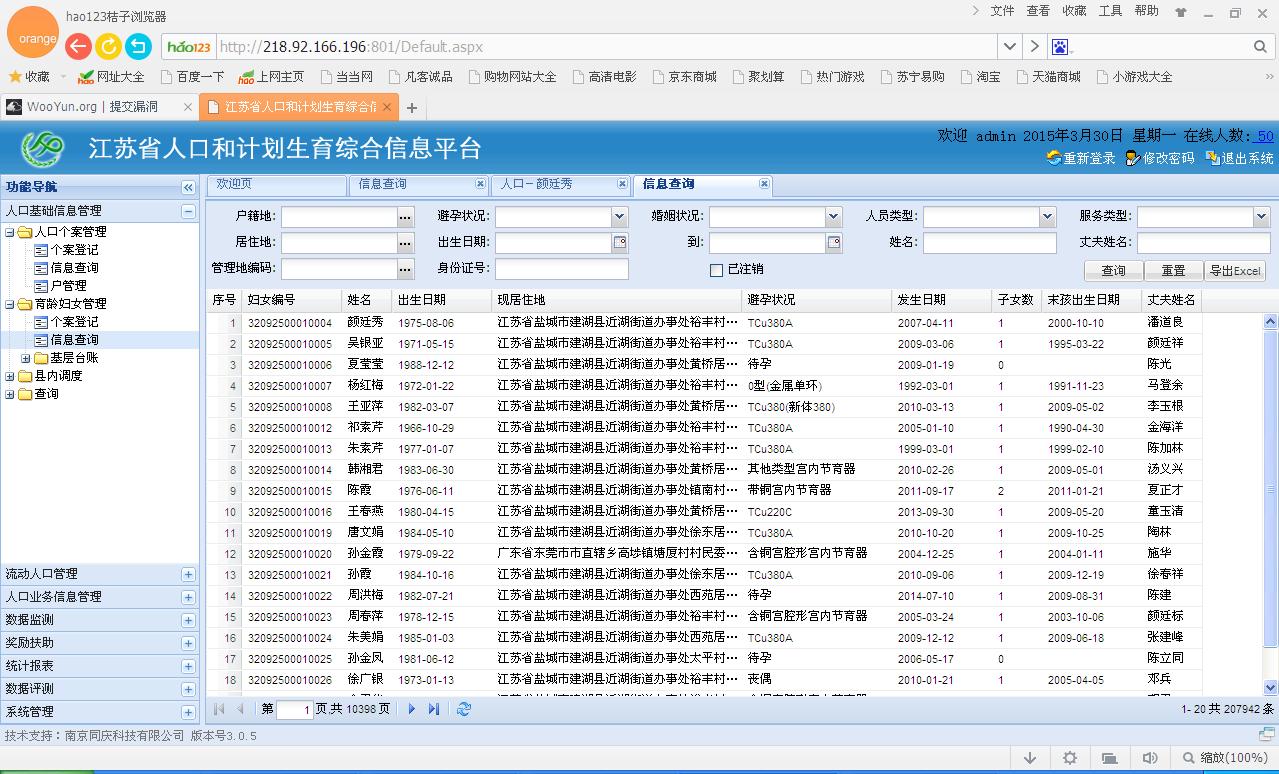 hao123桔子浏览器
文件 查看 收藏 工具 帮助
orange
hao123 http://218.92.166.196:801/Default.aspx
收藏 网址大全 百度一下 上网主页 当当网 凡客诚品 购物网站大全 高清电影 京东商城 聚划算 热门游戏 苏宁易购 淘宝 天猫商城 小游戏大全
WooYun.org | 提交漏洞 江苏省人口和计划生育综合信
江苏省人口和计划生育综合信息平台
欢迎 admin 2015年3月30日 星期一 在线人数: 50
重新登录 修改密码 退出系统
功能导航
人口基础信息管理
人口个案管理
个案登记
信息查询
户管理
育龄妇女管理
个案登记
信息查询
基层台账
县内调度
查询
流动人口管理
人口业务信息管理
数据监测
奖励扶助
统计报表
数据评测
系统管理
欢迎页 信息查询 人口－颜廷秀 信息查询
户籍地: 避孕状况: 婚姻状况: 人员类型: 服务类型:
居住地: 出生日期: 到: 姓名: 丈夫姓名:
管理地编码: 身份证号: 已注销 查询 重置 导出Excel
序号 妇女编号 姓名 出生日期 现居住地 避孕状况 发生日期 子女数 末孩出生日期 丈夫姓名
1 32092500010004 颜廷秀 1975-08-06 江苏省盐城市建湖县近湖街道办事处裕丰村… TCu380A 2007-04-11 1 2000-10-10 潘道良
2 32092500010005 吴银亚 1971-05-15 江苏省盐城市建湖县近湖街道办事处裕丰村… TCu380A 2009-03-06 1 1995-03-22 颜廷祥
3 32092500010006 夏莹莹 1988-12-12 江苏省盐城市建湖县近湖街道办事处黄桥居… 待孕 2009-01-19 0 陈光
4 32092500010007 杨红梅 1972-01-22 江苏省盐城市建湖县近湖街道办事处裕丰村… O型(金属单环) 1992-03-01 1 1991-11-23 马登余
5 32092500010008 王亚萍 1982-03-07 江苏省盐城市建湖县近湖街道办事处黄桥居… TCu380(新体380) 2010-03-13 1 2009-05-02 李玉根
6 32092500010012 祁素芹 1966-10-29 江苏省盐城市建湖县近湖街道办事处裕丰村… TCu380A 2005-01-10 1 1990-04-30 金海洋
7 32092500010013 朱素芹 1977-01-07 江苏省盐城市建湖县近湖街道办事处裕丰村… TCu380A 1999-03-01 1 1999-02-10 陈加林
8 32092500010014 韩湘君 1983-06-30 江苏省盐城市建湖县近湖街道办事处黄桥居… 其他类型宫内节育器 2010-02-26 1 2009-05-01 汤义兴
9 32092500010015 陈霞 1976-06-11 江苏省盐城市建湖县近湖街道办事处镇南村… 带铜宫内节育器 2011-09-17 2 2011-01-21 夏正才
10 32092500010016 王春燕 1980-04-15 江苏省盐城市建湖县近湖街道办事处黄桥居… TCu220C 2013-09-30 1 2009-05-20 童玉清
11 32092500010019 唐文娟 1984-05-10 江苏省盐城市建湖县近湖街道办事处徐东居… TCu380A 2010-10-20 1 2009-10-25 陶林
12 32092500010020 孙金霞 1979-09-22 广东省东莞市市直辖乡高埗镇塘厦村村民委… 含铜宫腔形宫内节育器 2004-12-25 1 2004-01-11 施华
13 32092500010021 孙霞 1984-10-16 江苏省盐城市建湖县近湖街道办事处徐东居… TCu380A 2010-09-06 1 2009-12-19 徐春祥
14 32092500010022 周洪梅 1982-07-21 江苏省盐城市建湖县近湖街道办事处西苑居… 待孕 2014-07-10 1 2009-08-31 陈建
15 32092500010023 周春萍 1978-12-15 江苏省盐城市建湖县近湖街道办事处裕丰村… 含铜宫腔形宫内节育器 2005-03-24 1 2003-10-06 颜廷标
16 32092500010024 朱美娟 1985-01-03 江苏省盐城市建湖县近湖街道办事处西苑居… TCu380A 2009-12-12 1 2009-06-18 张建峰
17 32092500010025 孙金凤 1981-06-12 江苏省盐城市建湖县近湖街道办事处太平村… 待孕 2006-05-17 0 陈立同
18 32092500010026 徐广银 1973-01-13 江苏省盐城市建湖县近湖街道办事处裕丰村… 丧偶 2010-01-21 1 2005-04-05 邓兵
第 1 页,共 10398 页 1- 20 共 207942 条
技术支持：南京同庆科技有限公司 版本号3.0.5
缩放(100%)